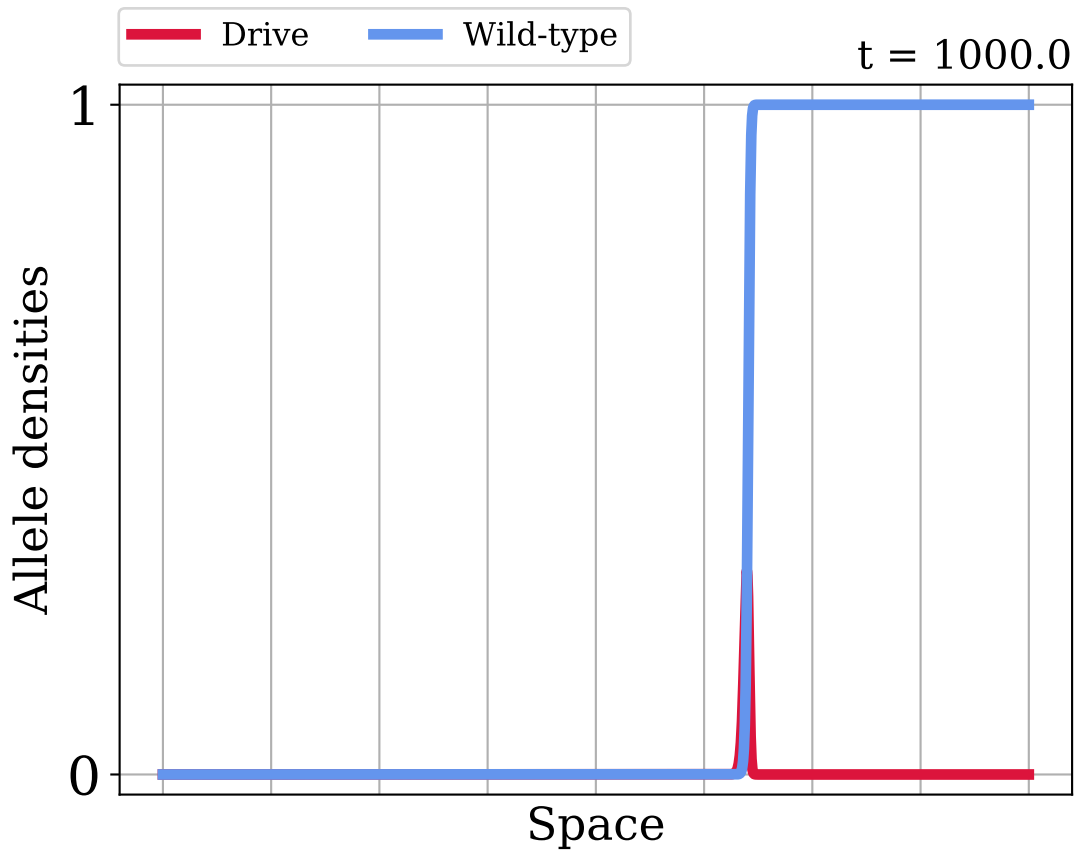 Drive
Wild-type
t = 1000.0
1
Allele densities
0
Space